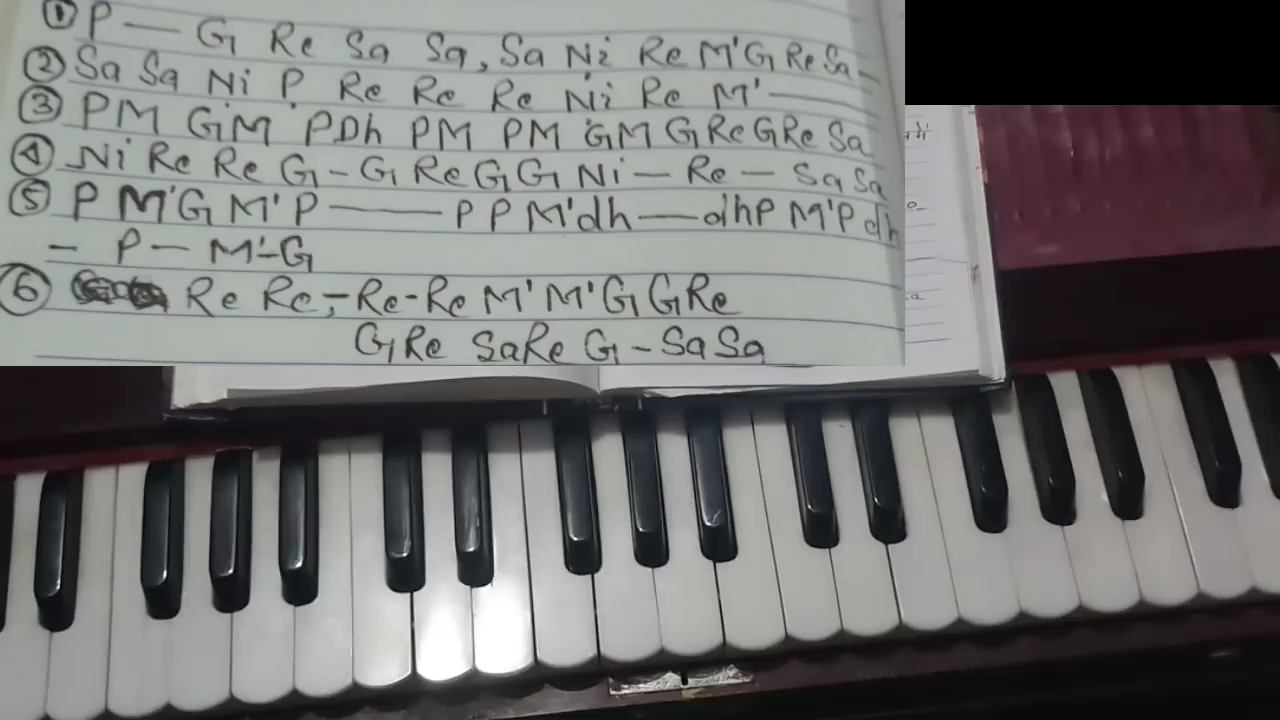 ① P — G Re Sa Sa, Sa Ni Re M'G Re Sa –
② Sa Sa Ni P Re Re Re Ni Re M' —
③ PM GM PDh PM PM GM G Re G Re Sa
④ Ni Re Re G - G Re G G Ni — Re — Sa Sa
⑤ P M'G M'P —— P P M'dh — dhP M'P dh
– P — M'-G
⑥ Re Re, - Re - Re M' M' G G Re
G Re Sa Re G - Sa Sa